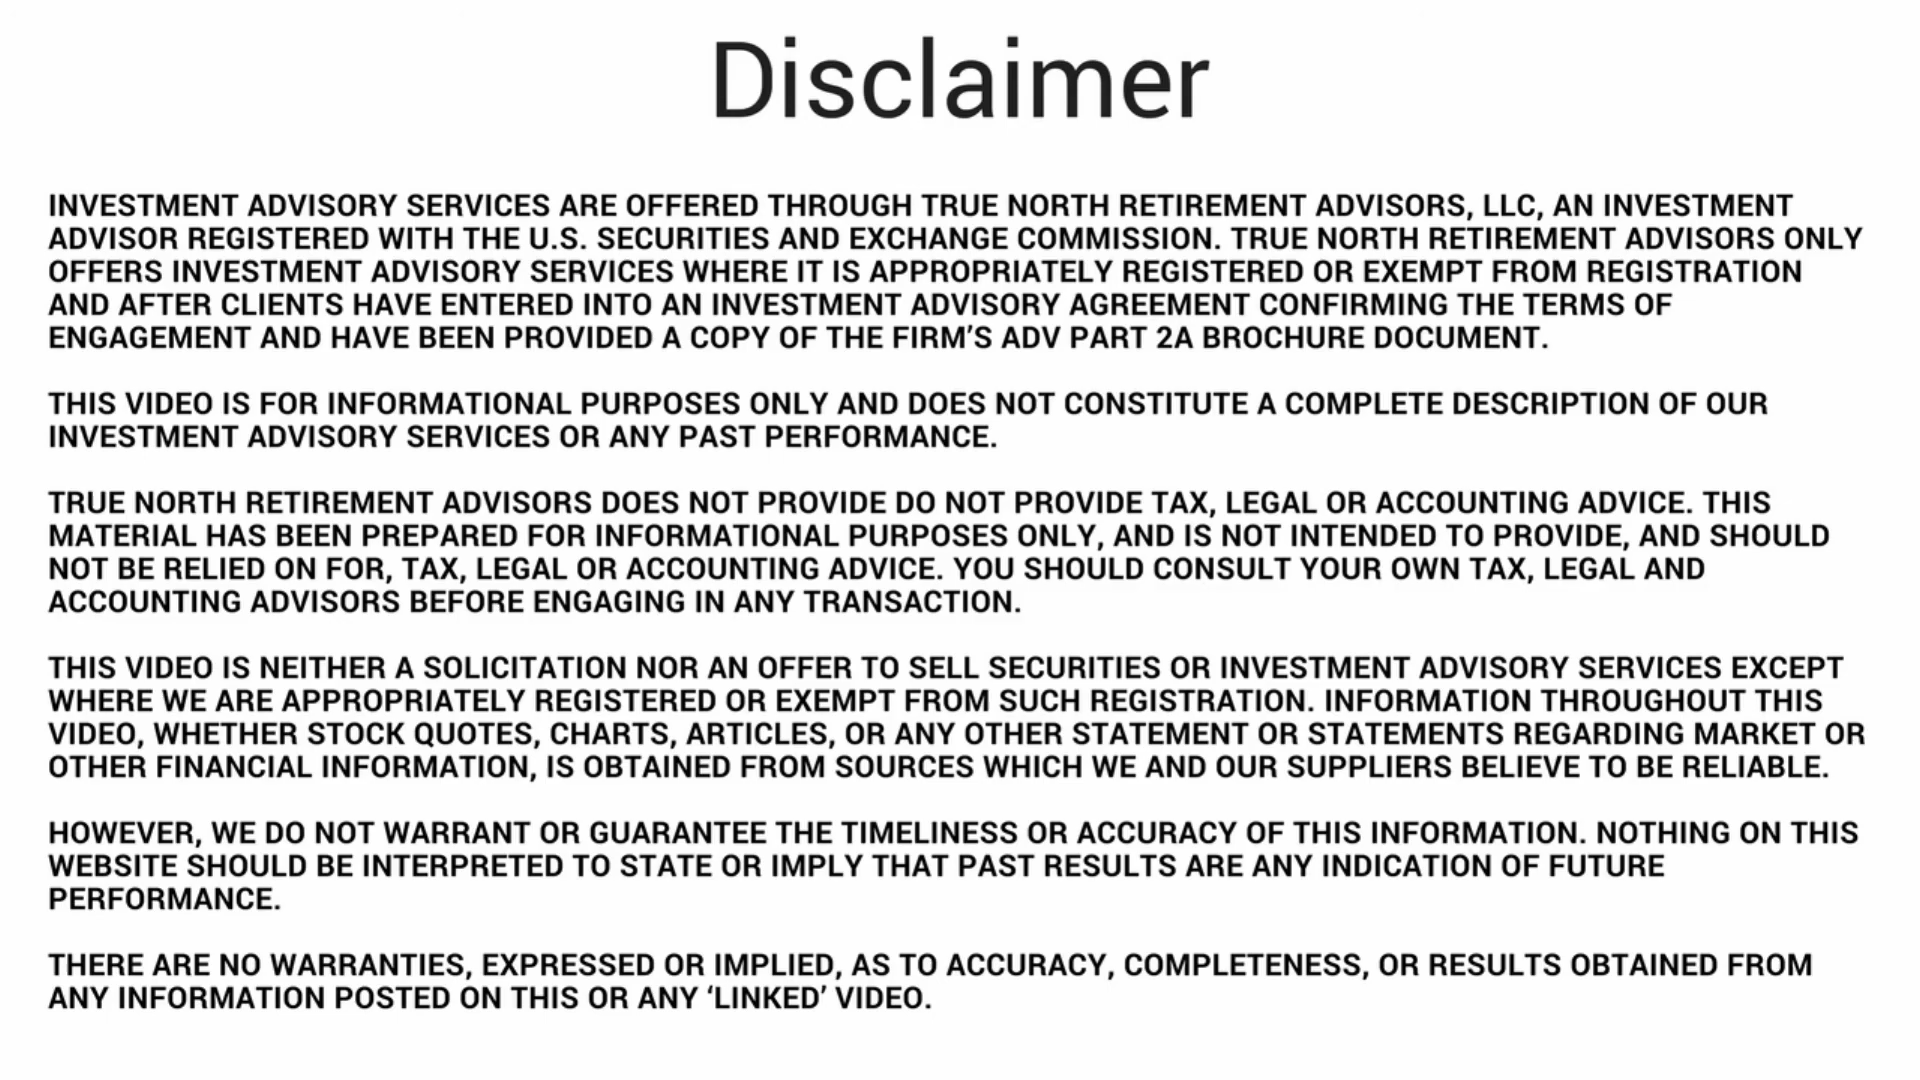 Disclaimer
INVESTMENT ADVISORY SERVICES ARE OFFERED THROUGH TRUE NORTH RETIREMENT ADVISORS, LLC, AN INVESTMENT
ADVISOR REGISTERED WITH THE U.S. SECURITIES AND EXCHANGE COMMISSION. TRUE NORTH RETIREMENT ADVISORS ONLY
OFFERS INVESTMENT ADVISORY SERVICES WHERE IT IS APPROPRIATELY REGISTERED OR EXEMPT FROM REGISTRATION
AND AFTER CLIENTS HAVE ENTERED INTO AN INVESTMENT ADVISORY AGREEMENT CONFIRMING THE TERMS OF
ENGAGEMENT AND HAVE BEEN PROVIDED A COPY OF THE FIRM’S ADV PART 2A BROCHURE DOCUMENT.
THIS VIDEO IS FOR INFORMATIONAL PURPOSES ONLY AND DOES NOT CONSTITUTE A COMPLETE DESCRIPTION OF OUR
INVESTMENT ADVISORY SERVICES OR ANY PAST PERFORMANCE.
TRUE NORTH RETIREMENT ADVISORS DOES NOT PROVIDE DO NOT PROVIDE TAX, LEGAL OR ACCOUNTING ADVICE. THIS
MATERIAL HAS BEEN PREPARED FOR INFORMATIONAL PURPOSES ONLY, AND IS NOT INTENDED TO PROVIDE, AND SHOULD
NOT BE RELIED ON FOR, TAX, LEGAL OR ACCOUNTING ADVICE. YOU SHOULD CONSULT YOUR OWN TAX, LEGAL AND
ACCOUNTING ADVISORS BEFORE ENGAGING IN ANY TRANSACTION.
THIS VIDEO IS NEITHER A SOLICITATION NOR AN OFFER TO SELL SECURITIES OR INVESTMENT ADVISORY SERVICES EXCEPT
WHERE WE ARE APPROPRIATELY REGISTERED OR EXEMPT FROM SUCH REGISTRATION. INFORMATION THROUGHOUT THIS
VIDEO, WHETHER STOCK QUOTES, CHARTS, ARTICLES, OR ANY OTHER STATEMENT OR STATEMENTS REGARDING MARKET OR
OTHER FINANCIAL INFORMATION, IS OBTAINED FROM SOURCES WHICH WE AND OUR SUPPLIERS BELIEVE TO BE RELIABLE.
HOWEVER, WE DO NOT WARRANT OR GUARANTEE THE TIMELINESS OR ACCURACY OF THIS INFORMATION. NOTHING ON THIS
WEBSITE SHOULD BE INTERPRETED TO STATE OR IMPLY THAT PAST RESULTS ARE ANY INDICATION OF FUTURE
PERFORMANCE.
THERE ARE NO WARRANTIES, EXPRESSED OR IMPLIED, AS TO ACCURACY, COMPLETENESS, OR RESULTS OBTAINED FROM
ANY INFORMATION POSTED ON THIS OR ANY ‘LINKED’ VIDEO.